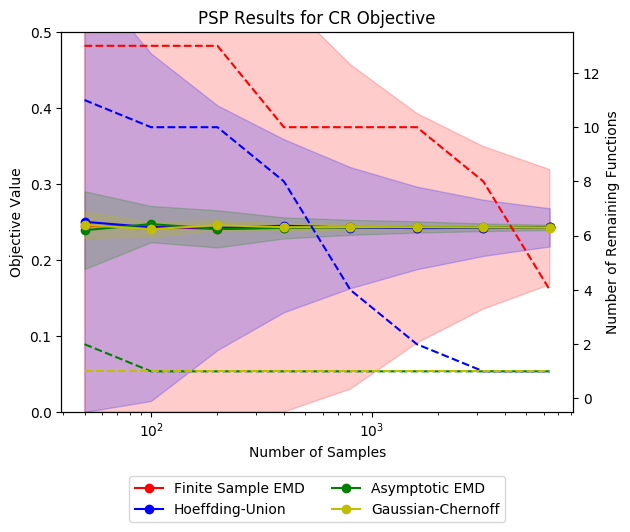 PSP Results for CR Objective
Objective Value
0.5
0.4
0.3
0.2
0.1
0.0
12
10
8
6
4
2
0
Number of Remaining Functions
10²
10³
Number of Samples
Finite Sample EMD
Hoeffding-Union
Asymptotic EMD
Gaussian-Chernoff